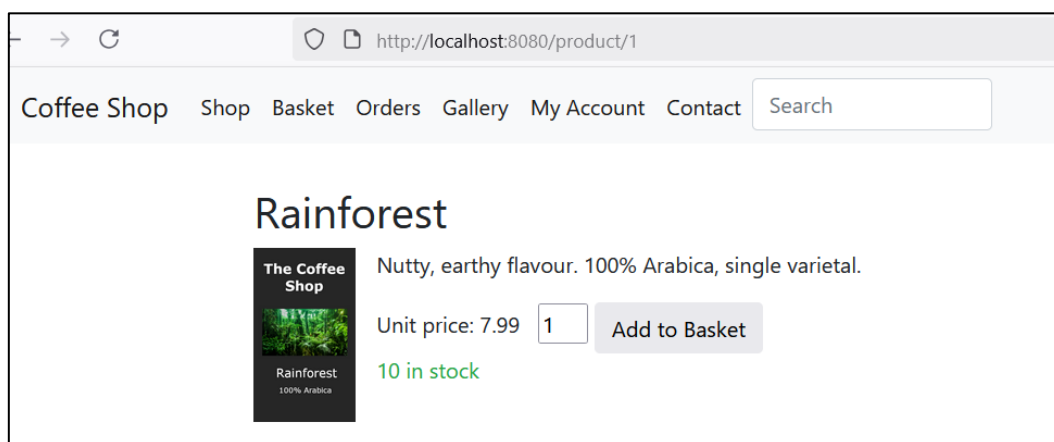 http://localhost:8080/product/1
Coffee Shop Shop Basket Orders Gallery My Account Contact Search
Rainforest
The Coffee
Shop
Rainforest
100% Arabica
Nutty, earthy flavour. 100% Arabica, single varietal.
Unit price: 7.99 1 Add to Basket
10 in stock